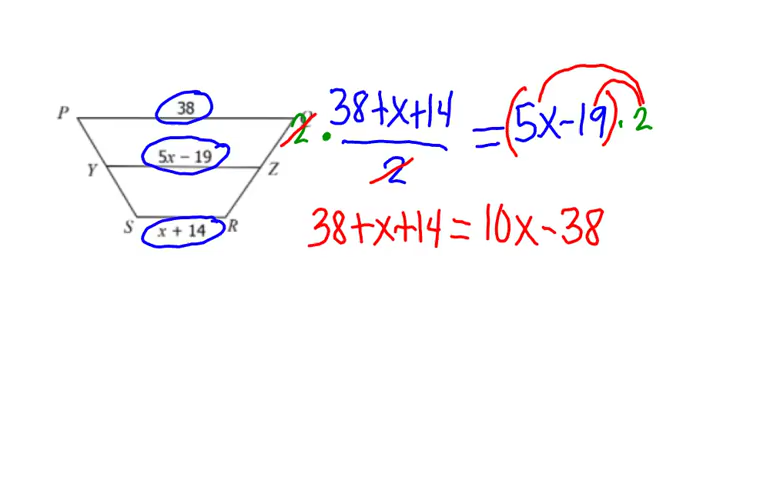 P 38 Q
Y 5x − 19 Z
S x + 14 R
2 · (38+x+14)/2 = (5x−19) · 2
38+x+14 = 10x−38